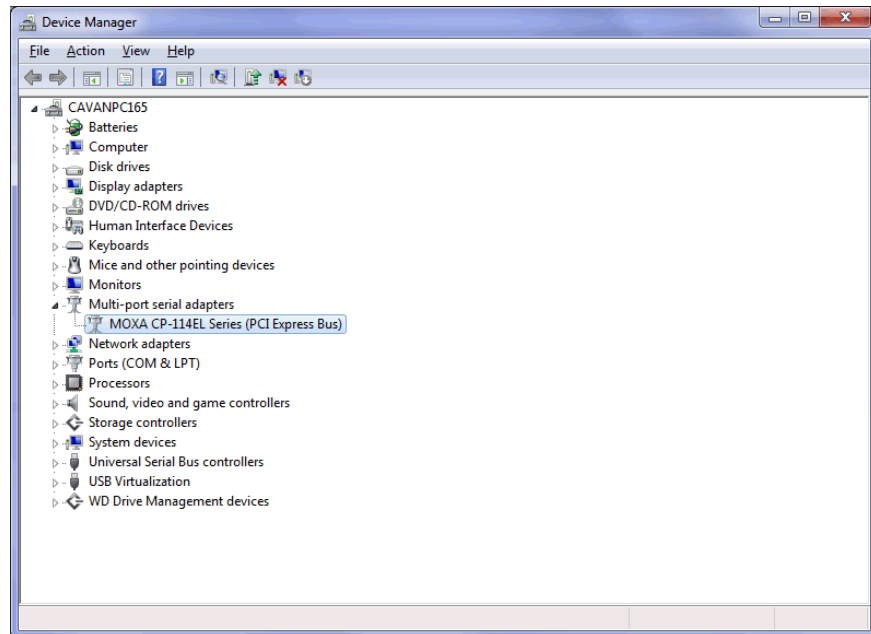 Device Manager
File Action View Help
CAVANPC165
Batteries
Computer
Disk drives
Display adapters
DVD/CD-ROM drives
Human Interface Devices
Keyboards
Mice and other pointing devices
Monitors
Multi-port serial adapters
MOXA CP-114EL Series (PCI Express Bus)
Network adapters
Ports (COM & LPT)
Processors
Sound, video and game controllers
Storage controllers
System devices
Universal Serial Bus controllers
USB Virtualization
WD Drive Management devices